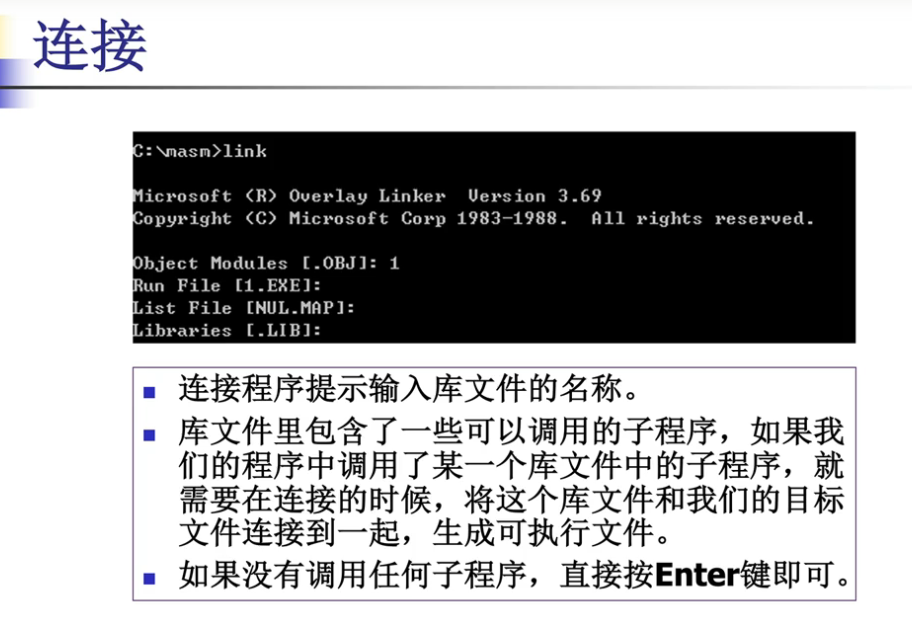 连接
C:\masm>link
Microsoft (R) Overlay Linker  Version 3.69
Copyright (C) Microsoft Corp 1983-1988.  All rights reserved.
Object Modules [.OBJ]: 1
Run File [1.EXE]:
List File [NUL.MAP]:
Libraries [.LIB]:
连接程序提示输入库文件的名称。
库文件里包含了一些可以调用的子程序，如果我
们的程序中调用了某一个库文件中的子程序，就
需要在连接的时候，将这个库文件和我们的目标
文件连接到一起，生成可执行文件。
如果没有调用任何子程序，直接按Enter键即可。